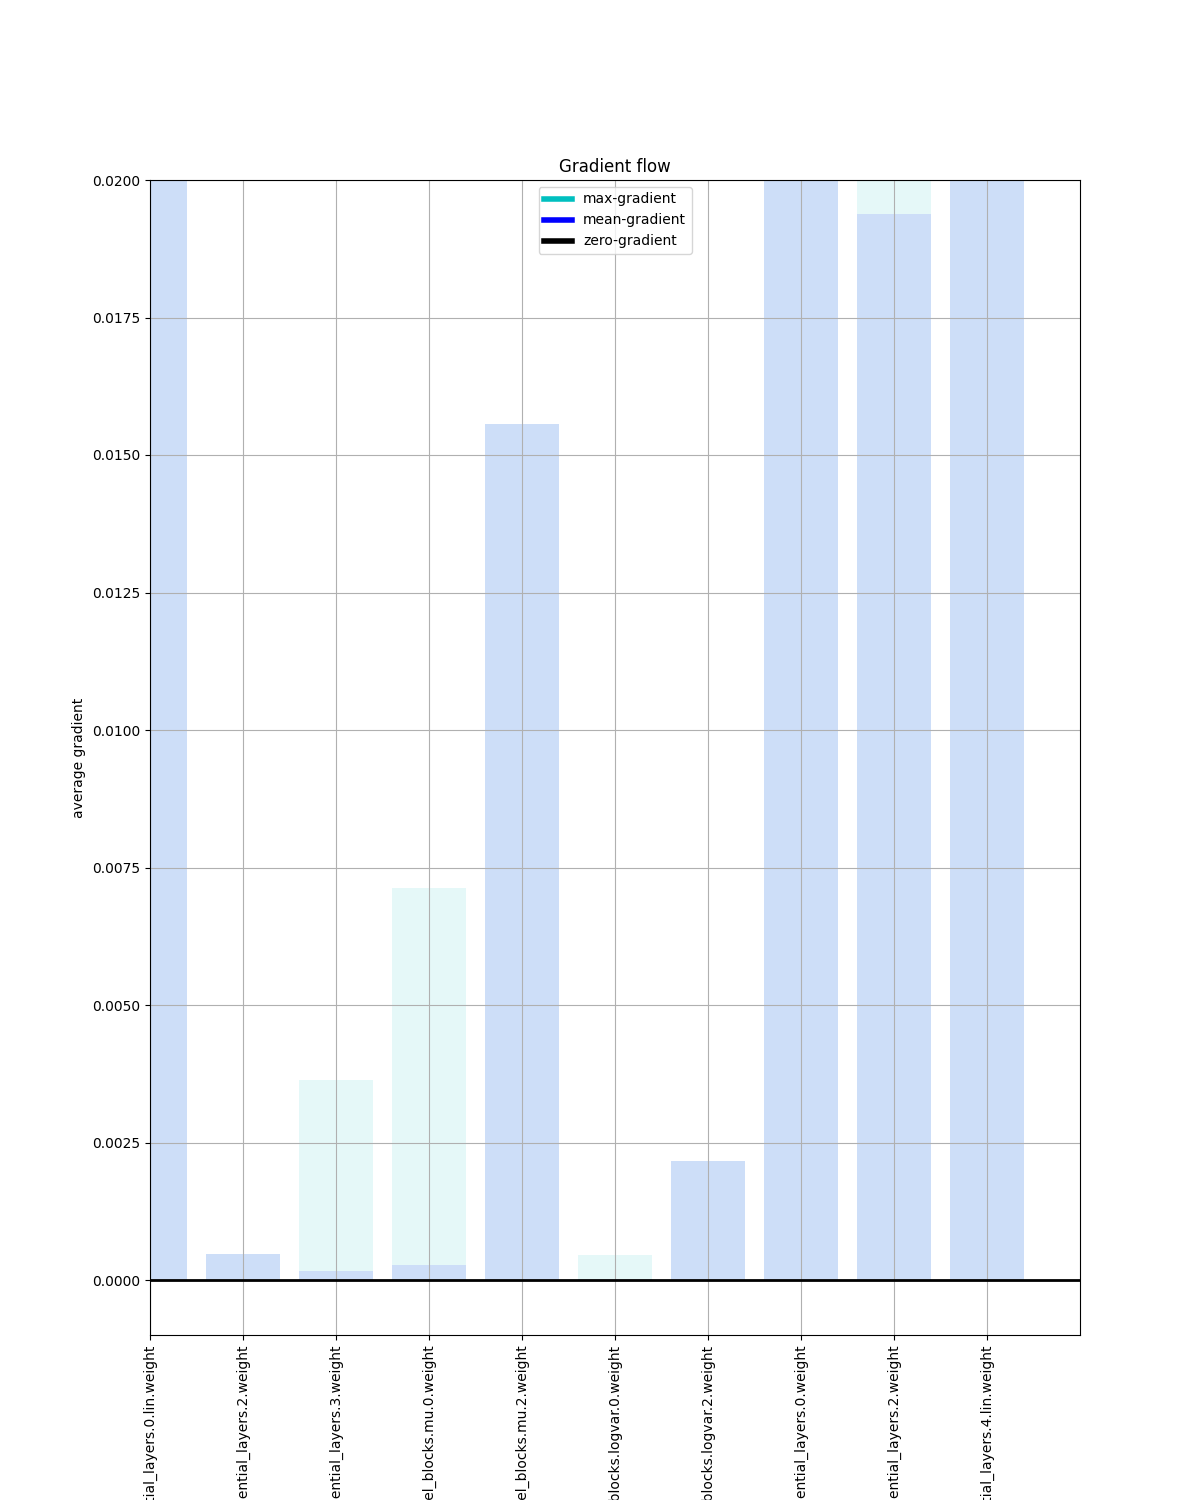 Gradient flow
max-gradient
mean-gradient
zero-gradient
average gradient
0.0200
0.0175
0.0150
0.0125
0.0100
0.0075
0.0050
0.0025
0.0000
tial_layers.0.lin.weight
ential_layers.2.weight
ential_layers.3.weight
el_blocks.mu.0.weight
el_blocks.mu.2.weight
blocks.logvar.0.weight
blocks.logvar.2.weight
ential_layers.0.weight
ential_layers.2.weight
tial_layers.4.lin.weight